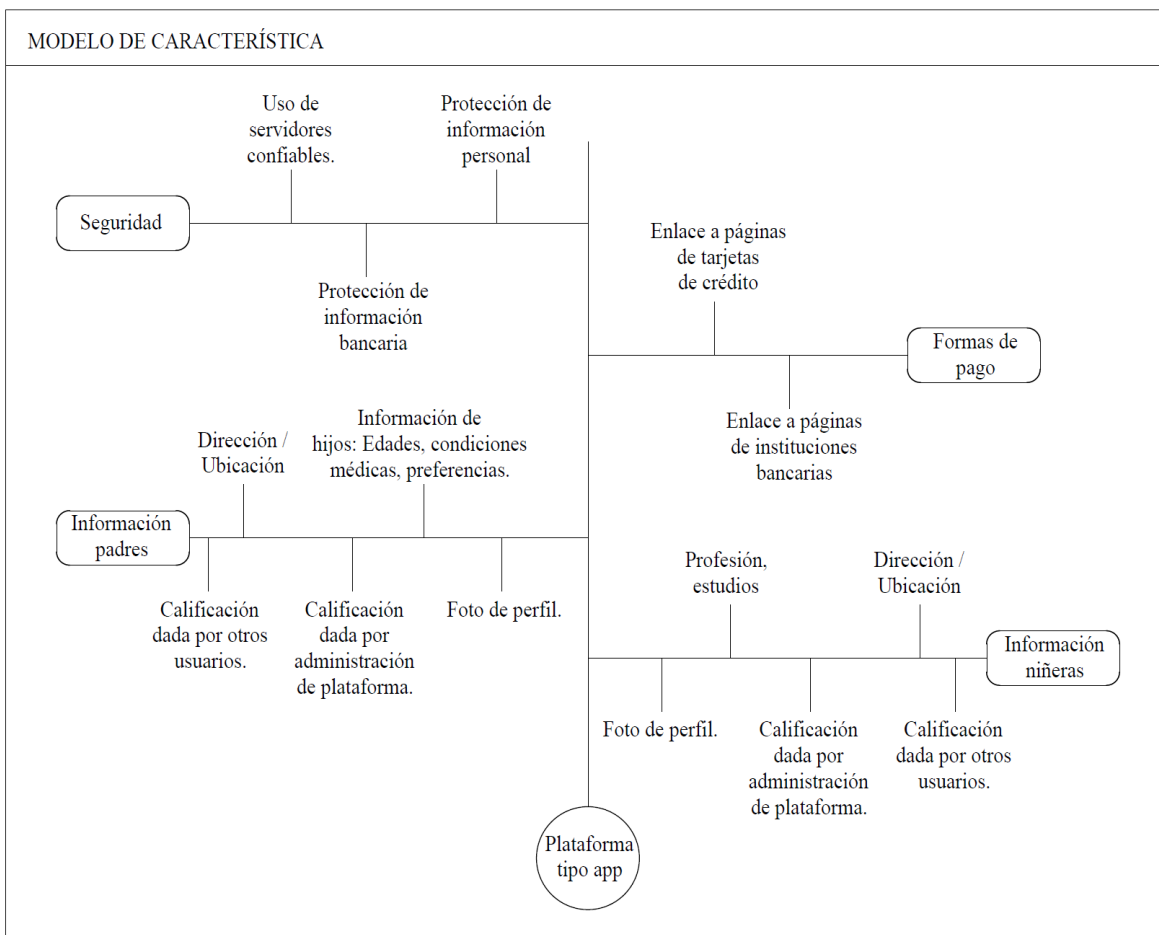 MODELO DE CARACTERÍSTICA
Uso de
servidores
confiables.
Protección de
información
personal
Seguridad
Protección de
información
bancaria
Enlace a páginas
de tarjetas
de crédito
Formas de
pago
Enlace a páginas
de instituciones
bancarias
Dirección /
Ubicación
Información de
hijos: Edades, condiciones
médicas, preferencias.
Información
padres
Calificación
dada por otros
usuarios.
Calificación
dada por
administración
de plataforma.
Foto de perfil.
Profesión,
estudios
Dirección /
Ubicación
Información
niñeras
Foto de perfil.
Calificación
dada por
administración
de plataforma.
Calificación
dada por otros
usuarios.
Plataforma
tipo app